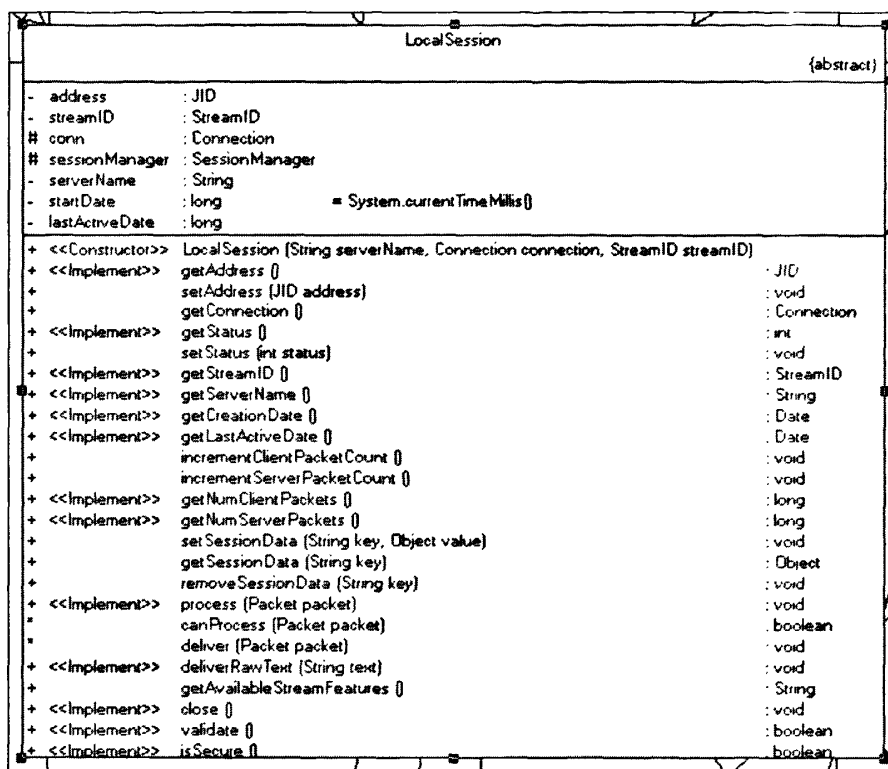 LocalSession
{abstract}
- address : JID
- streamID : StreamID
# conn : Connection
# sessionManager : SessionManager
- serverName : String
- startDate : long = System.currentTimeMillis()
- lastActiveDate : long
+ <<Constructor>> LocalSession (String serverName, Connection connection, StreamID streamID)
+ <<Implement>> getAddress () : JID
+ setAddress (JID address) : void
+ getConnection () : Connection
+ <<Implement>> getStatus () : int
+ setStatus (int status) : void
+ <<Implement>> getStreamID () : StreamID
+ <<Implement>> getServerName () : String
+ <<Implement>> getCreationDate () : Date
+ <<Implement>> getLastActiveDate () : Date
+ incrementClientPacketCount () : void
+ incrementServerPacketCount () : void
+ <<Implement>> getNumClientPackets () : long
+ <<Implement>> getNumServerPackets () : long
+ setSessionData (String key, Object value) : void
+ getSessionData (String key) : Object
+ removeSessionData (String key) : void
+ <<Implement>> process (Packet packet) : void
* canProcess (Packet packet) : boolean
* deliver (Packet packet) : void
+ <<Implement>> deliverRawText (String text) : void
+ getAvailableStreamFeatures () : String
+ <<Implement>> close () : void
+ <<Implement>> validate () : boolean
+ <<Implement>> isSecure () : boolean